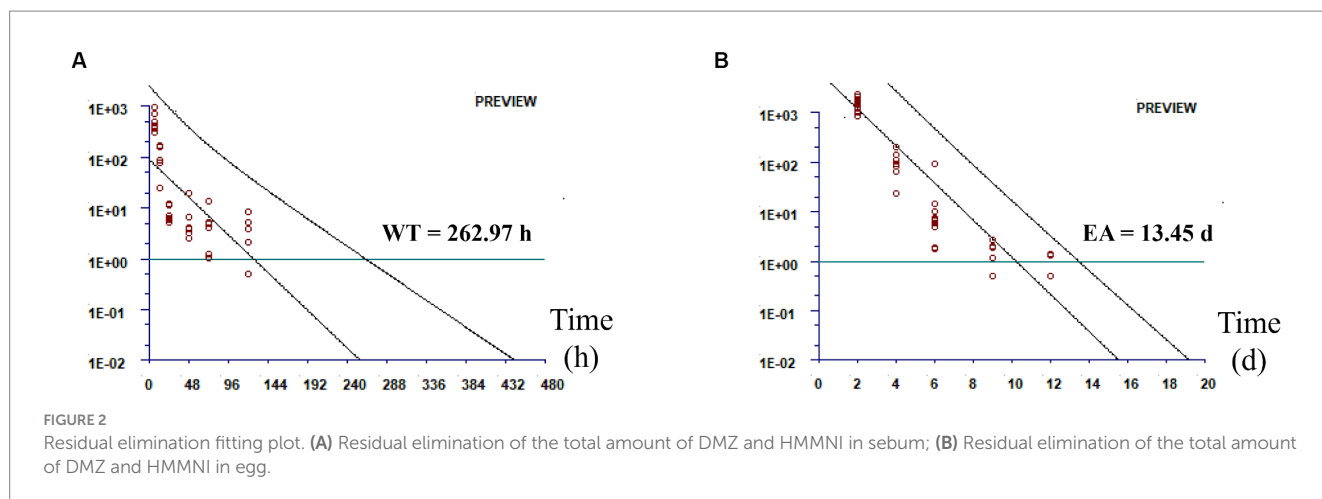 A
PREVIEW
1E+03
1E+02
1E+01
WT = 262.97 h
1E+00
1E-01
1E-02
Time
(h)
0 48 96 144 192 240 288 336 384 432 480
B
PREVIEW
1E+03
1E+02
1E+01
EA = 13.45 d
1E+00
1E-01
1E-02
Time
(d)
0 2 4 6 8 10 12 14 16 18 20
FIGURE 2
Residual elimination fitting plot. (A) Residual elimination of the total amount of DMZ and HMMNI in sebum; (B) Residual elimination of the total amount
of DMZ and HMMNI in egg.